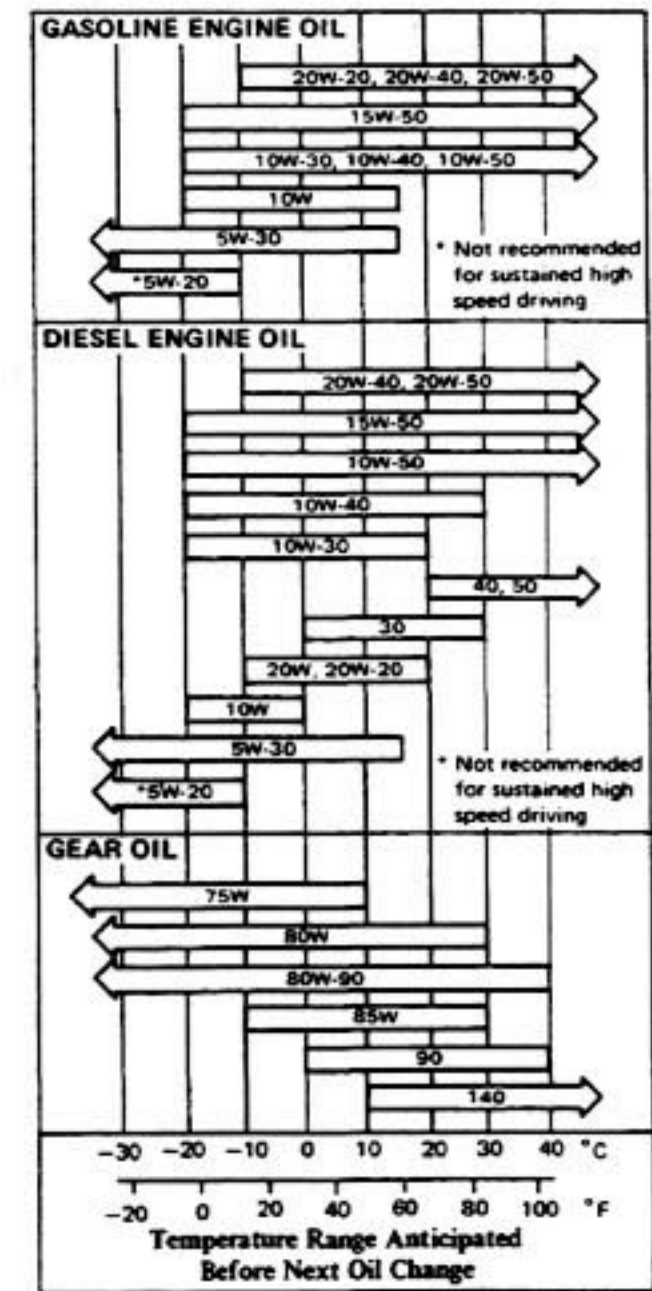 GASOLINE ENGINE OIL
20W-20, 20W-40, 20W-50
15W-50
10W-30, 10W-40, 10W-50
10W
5W-30
*5W-20
* Not recommended
for sustained high
speed driving
DIESEL ENGINE OIL
20W-40, 20W-50
15W-50
10W-50
10W-40
10W-30
40, 50
30
20W, 20W-20
10W
5W-30
*5W-20
* Not recommended
for sustained high
speed driving
GEAR OIL
75W
80W
80W-90
85W
90
140
-30 -20 -10 0 10 20 30 40 °C
-20 0 20 40 60 80 100 °F
Temperature Range Anticipated
Before Next Oil Change